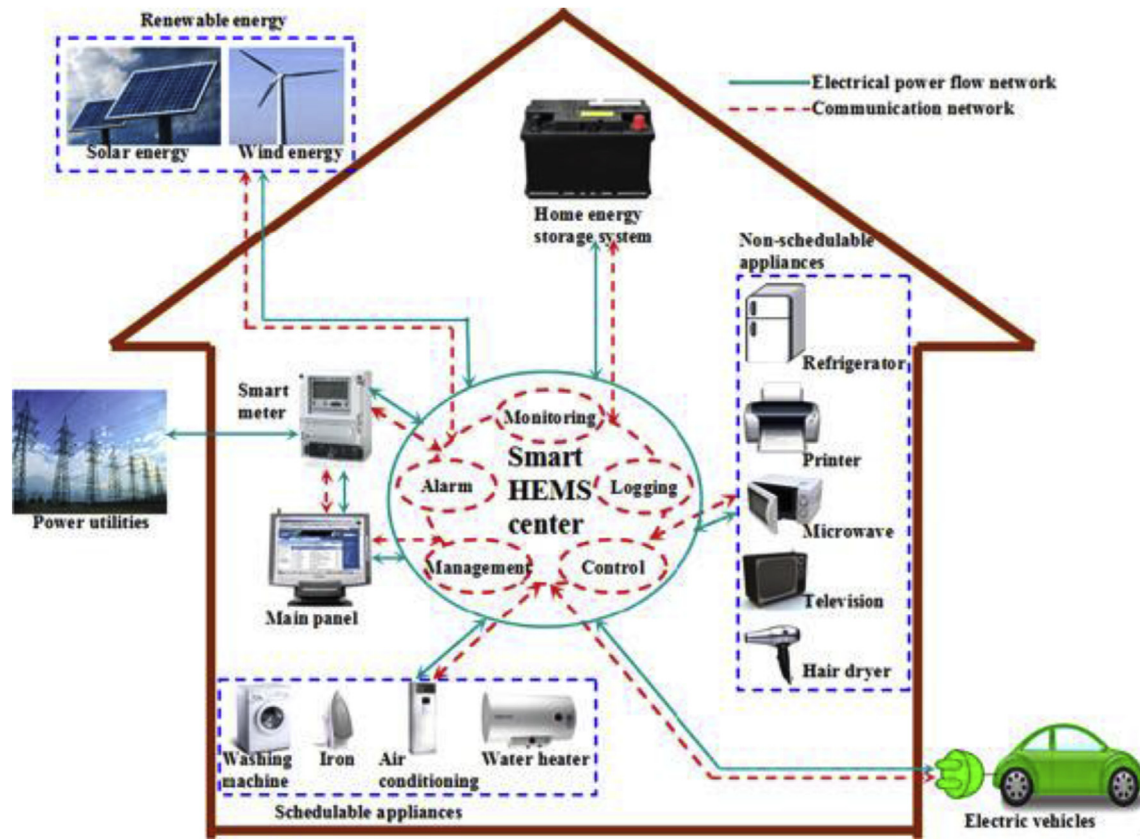 Renewable energy
Solar energy
Wind energy
Electrical power flow network
Communication network
Home energy
storage system
Non-schedulable
appliances
Refrigerator
Printer
Microwave
Television
Hair dryer
Smart
meter
Power utilities
Main panel
Monitoring
Smart
HEMS
center
Alarm
Logging
Management
Control
Washing
machine
Iron
Air
conditioning
Water heater
Schedulable appliances
Electric vehicles